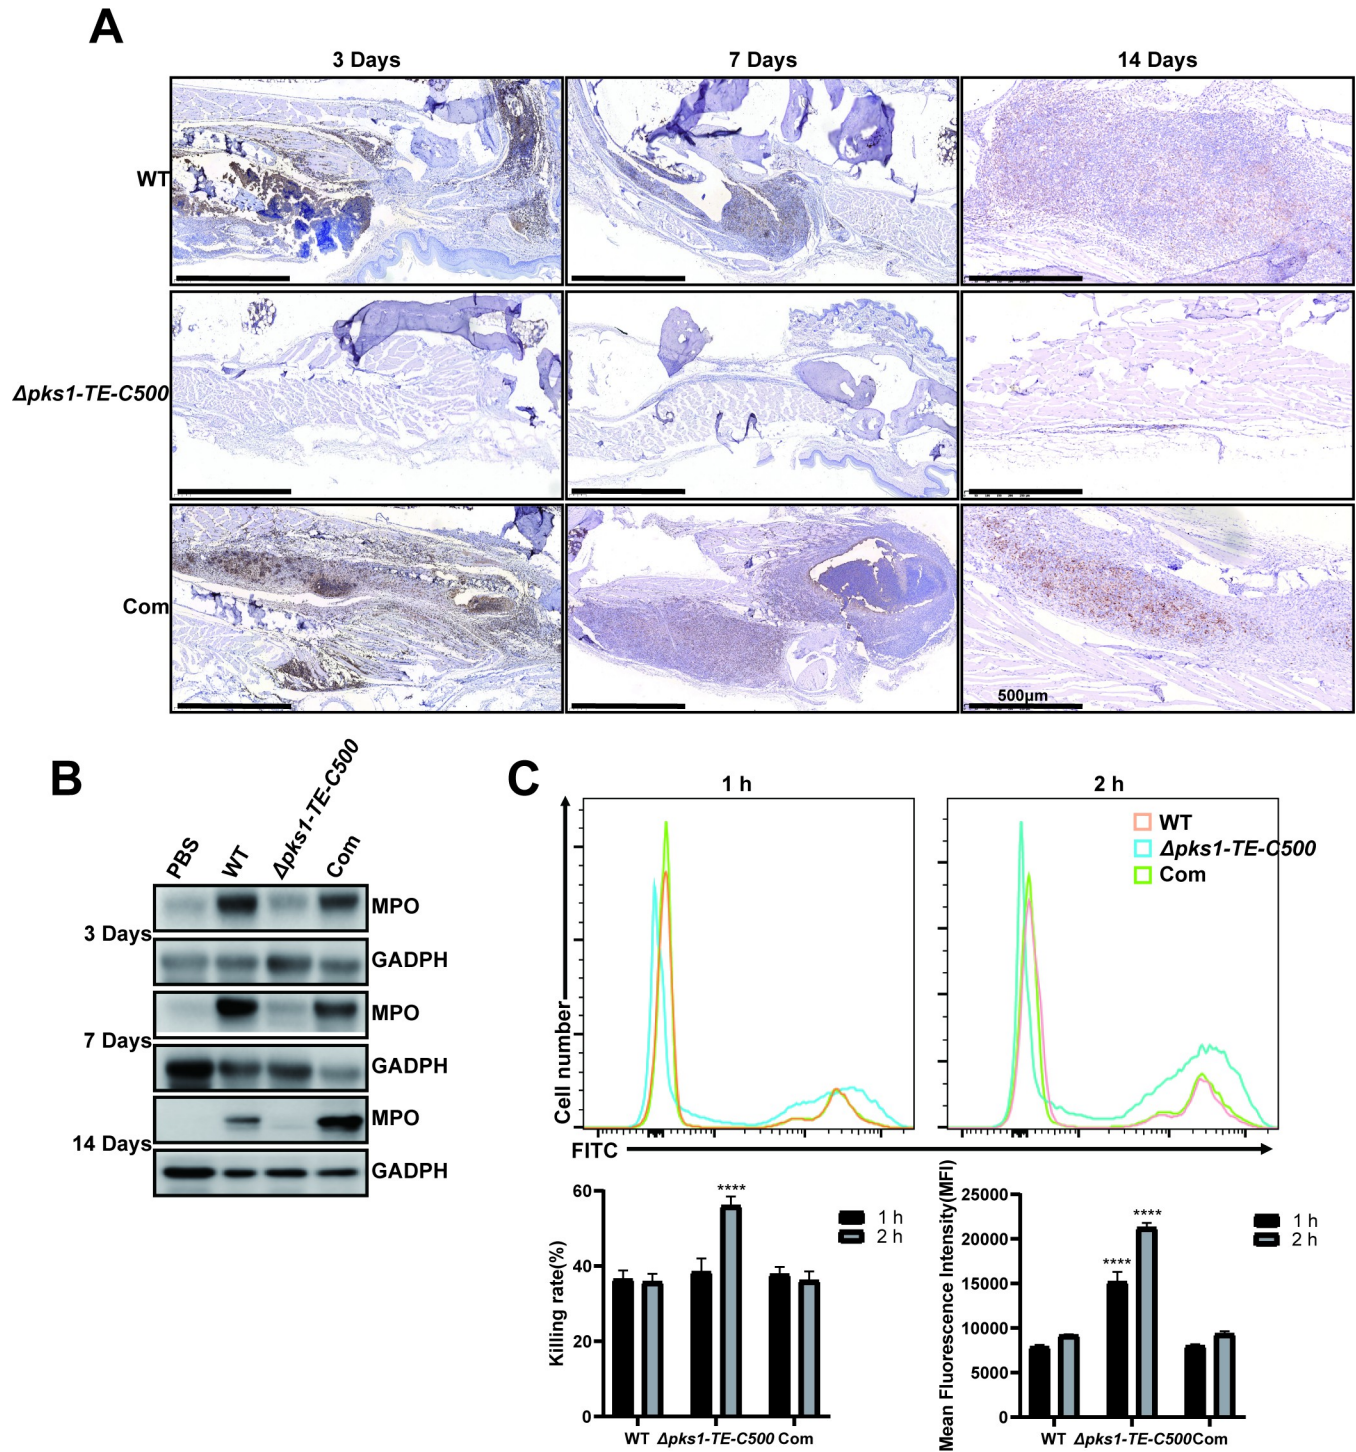 A
3 Days
7 Days
14 Days
WT
Δpks1-TE-C500
Com
500μm
B
PBS
WT
Δpks1-TE-C500
Com
3 Days
MPO
GADPH
7 Days
MPO
GADPH
14 Days
MPO
GADPH
C
1 h
2 h
WT
Δpks1-TE-C500
Com
Cell number
FITC
Killing rate(%)
60
40
20
0
****
1 h
2 h
WT Δpks1-TE-C500 Com
Mean Fluorescence Intensity(MFI)
25000
20000
15000
10000
5000
0
****
****
1 h
2 h
WT Δpks1-TE-C500Com